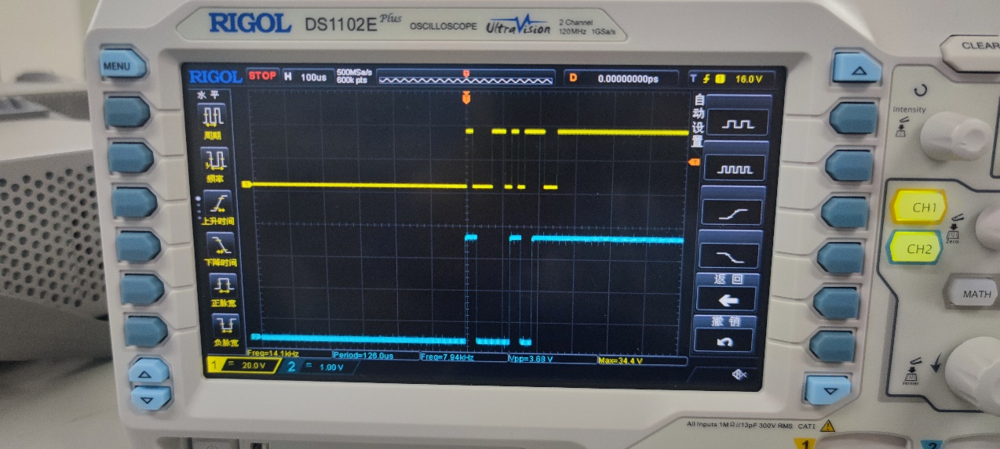 RIGOL DS1102E Plus OSCILLOSCOPE UltraVision 2 Channel
120MHz 1GSa/s
CLEAR
MENU
RIGOL STOP H 100us 500MSa/s
600k pts
D 0.00000000ps T 1 16.0V
水平
周期
频率
上升时间
下降时间
正脉宽
负脉宽
自动设置
返回
撤销
Freq=14.1kHz Period=126.0us Freq=7.94kHz Vpp=3.68 V Max=34.4 V
1 = 20.0 V 2 = 1.00 V
Intensity
CH1
CH2
Zero
MATH
Vernier
All Inputs 1MΩ//13pF 300V RMS CAT I
1 2